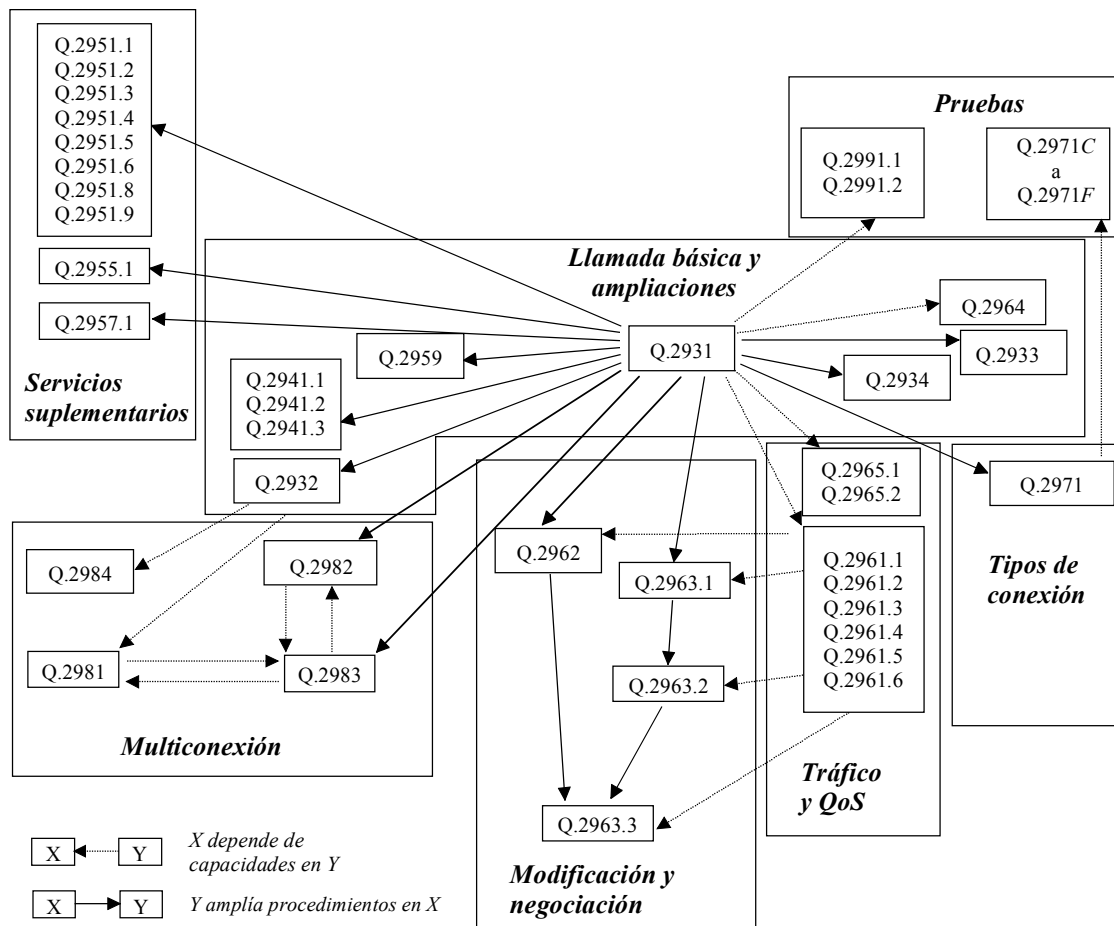 Q.2951.1
Q.2951.2
Q.2951.3
Q.2951.4
Q.2951.5
Q.2951.6
Q.2951.8
Q.2951.9
Q.2955.1
Q.2957.1
Servicios
suplementarios
Pruebas
Q.2991.1
Q.2991.2
Q.2971C
a
Q.2971F
Llamada básica y
ampliaciones
Q.2931
Q.2964
Q.2933
Q.2934
Q.2959
Q.2941.1
Q.2941.2
Q.2941.3
Q.2932
Q.2984
Q.2982
Q.2981
Q.2983
Multiconexión
Q.2962
Q.2963.1
Q.2963.2
Q.2963.3
Modificación y
negociación
Q.2965.1
Q.2965.2
Q.2961.1
Q.2961.2
Q.2961.3
Q.2961.4
Q.2961.5
Q.2961.6
Tráfico
y QoS
Q.2971
Tipos de
conexión
X
Y
X depende de
capacidades en Y
X
Y
Y amplía procedimientos en X